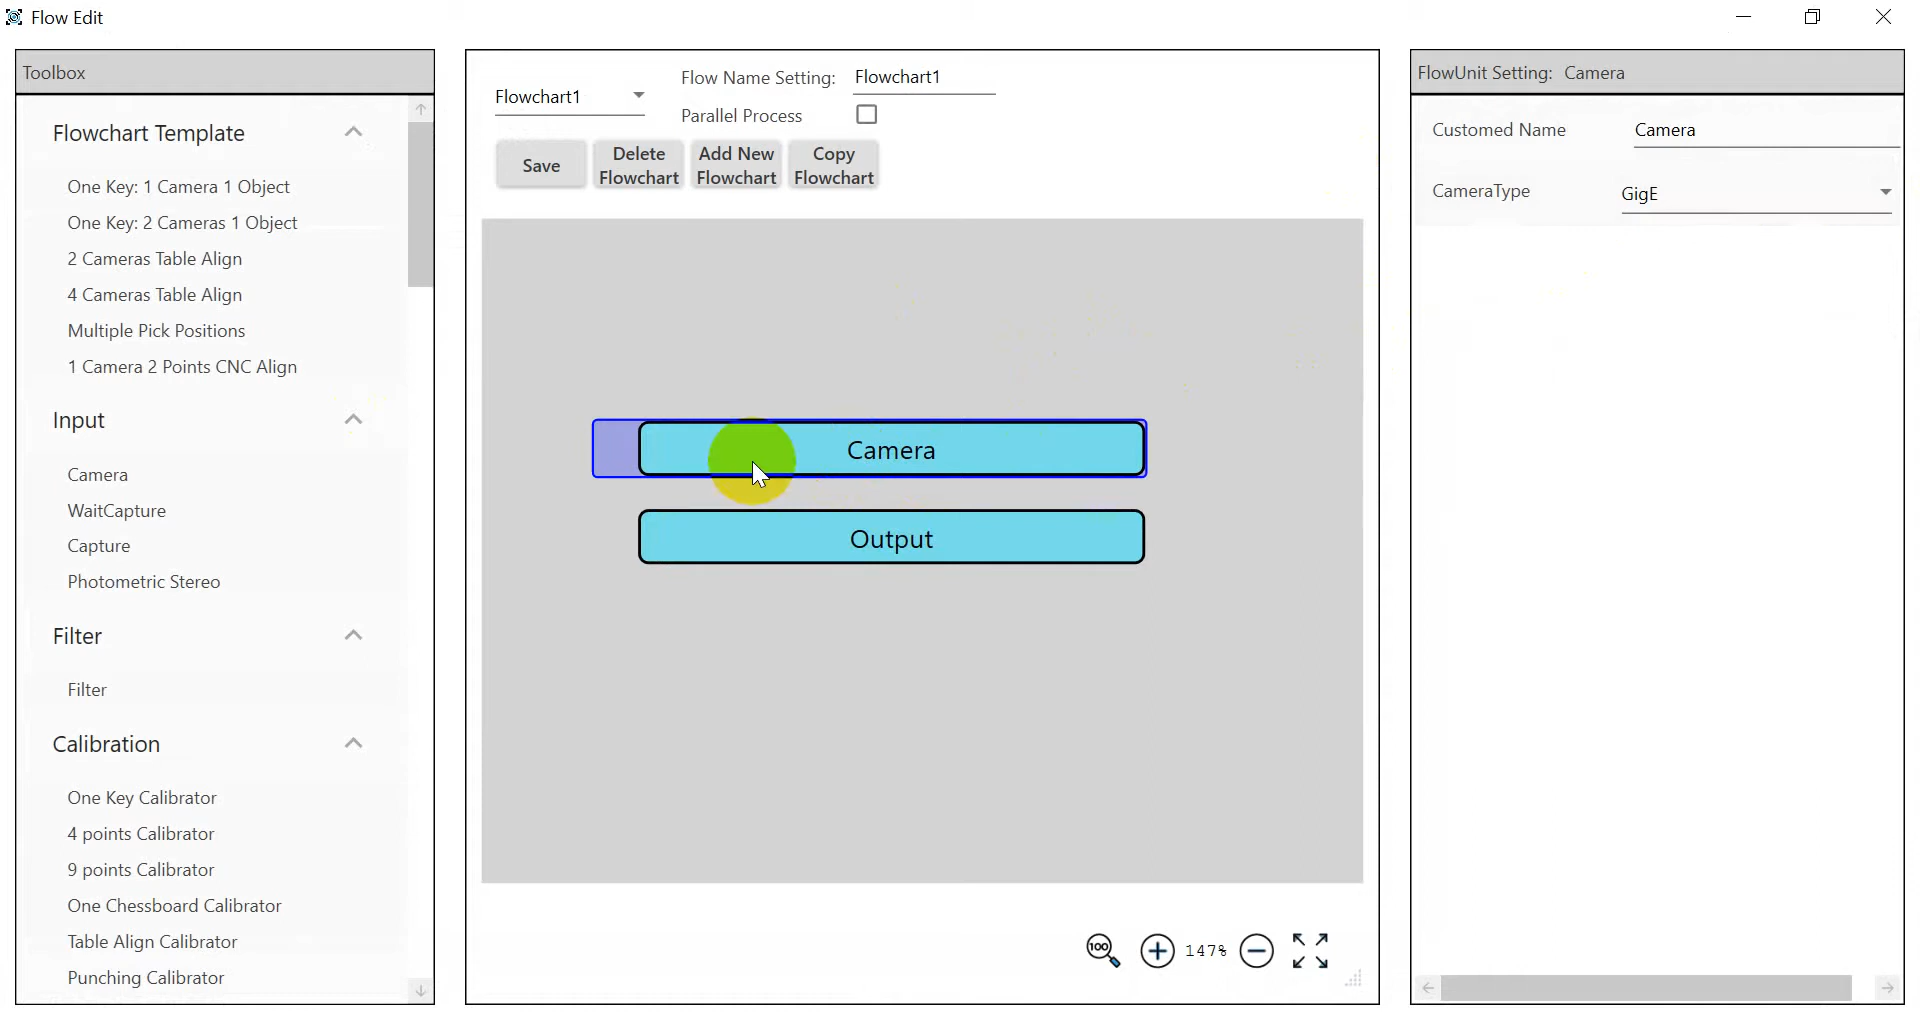 Flow Edit
Toolbox
Flowchart Template
One Key: 1 Camera 1 Object
One Key: 2 Cameras 1 Object
2 Cameras Table Align
4 Cameras Table Align
Multiple Pick Positions
1 Camera 2 Points CNC Align
Input
Camera
WaitCapture
Capture
Photometric Stereo
Filter
Filter
Calibration
One Key Calibrator
4 points Calibrator
9 points Calibrator
One Chessboard Calibrator
Table Align Calibrator
Punching Calibrator
Flowchart1
Flow Name Setting: Flowchart1
Parallel Process
Save
Delete Flowchart
Add New Flowchart
Copy Flowchart
Camera
Output
100
147%
FlowUnit Setting: Camera
Customed Name Camera
CameraType GigE